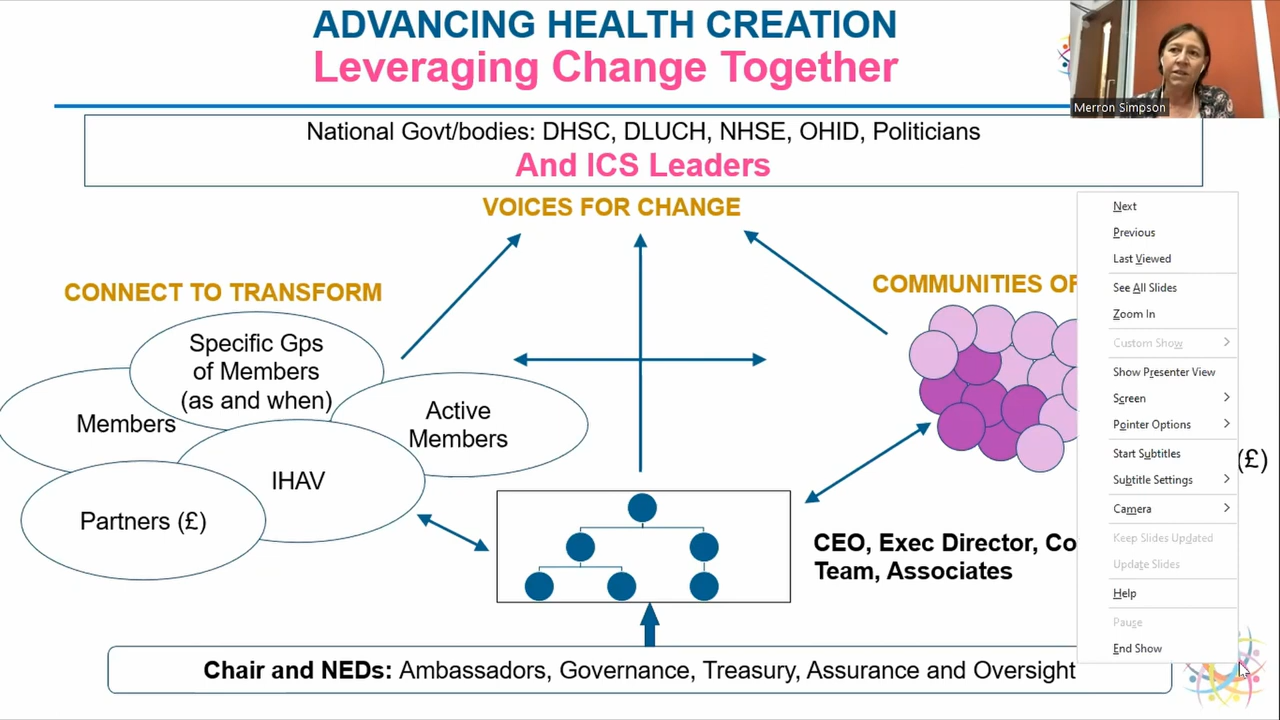 ADVANCING HEALTH CREATION
Leveraging Change Together
Merron Simpson
National Govt/bodies: DHSC, DLUCH, NHSE, OHID, Politicians
And ICS Leaders
VOICES FOR CHANGE
CONNECT TO TRANSFORM
COMMUNITIES OF
Specific Gps
of Members
(as and when)
Members
Active
Members
IHAV
Partners (£)
(£)
CEO, Exec Director, Co
Team, Associates
Chair and NEDs: Ambassadors, Governance, Treasury, Assurance and Oversight
Next
Previous
Last Viewed
See All Slides
Zoom In
Custom Show
Show Presenter View
Screen
Pointer Options
Start Subtitles
Subtitle Settings
Camera
Keep Slides Updated
Update Slides
Help
Pause
End Show